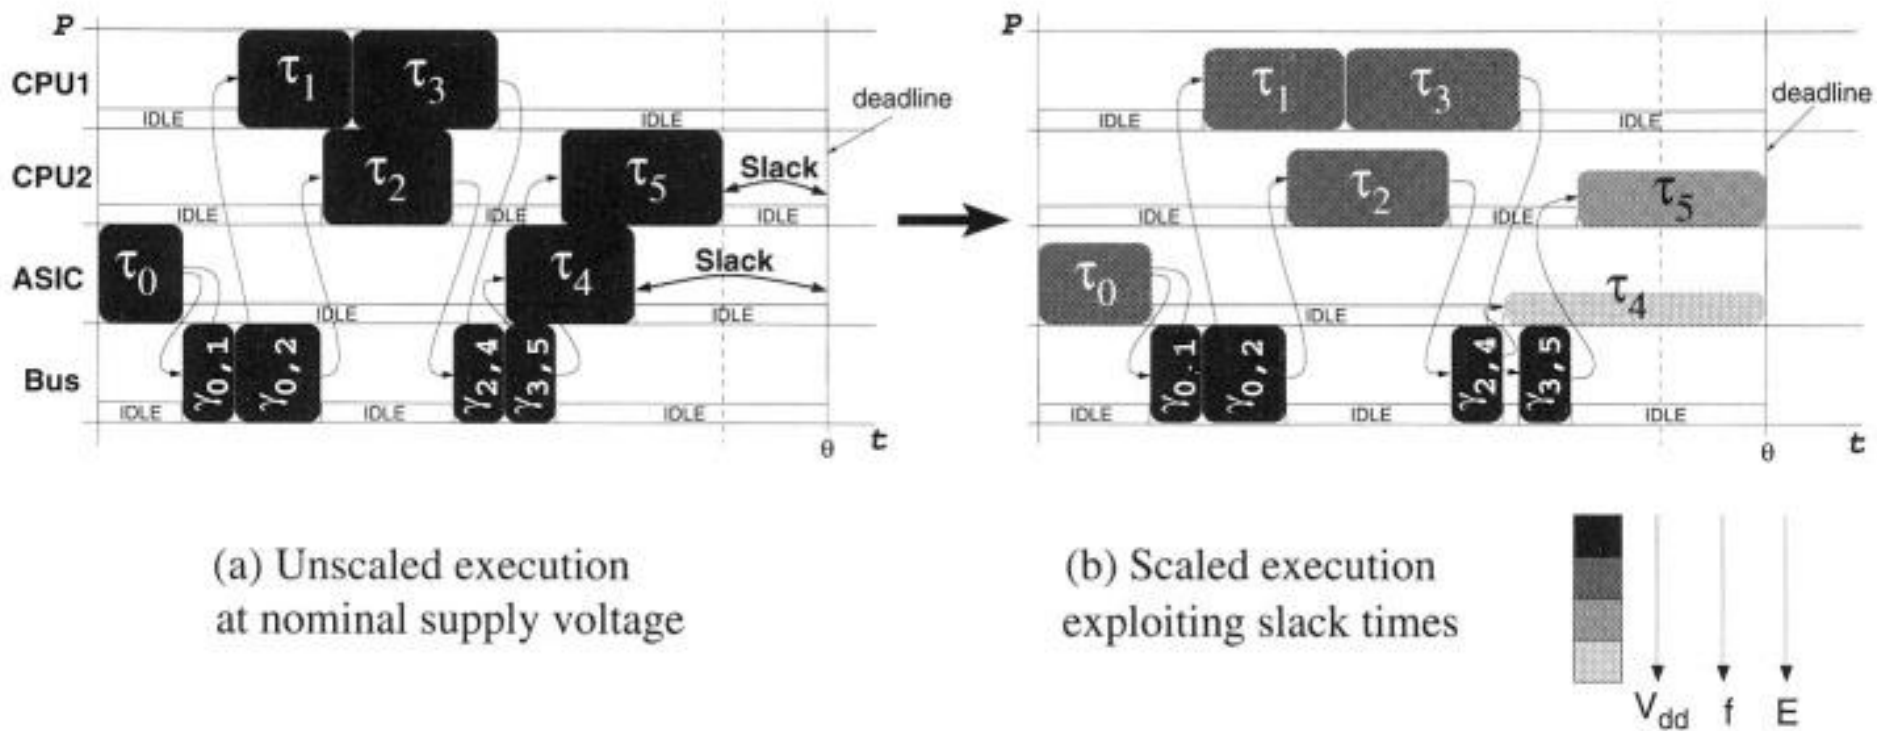 P
CPU1
τ1
τ3
IDLE
IDLE
deadline
CPU2
τ2
τ5
Slack
IDLE
IDLE
IDLE
ASIC
τ0
τ4
Slack
IDLE
IDLE
Bus
γ0,1
γ0,2
γ2,4
γ3,5
IDLE
IDLE
IDLE
θ
t
(a) Unscaled execution
at nominal supply voltage
P
τ1
τ3
IDLE
IDLE
deadline
τ2
τ5
IDLE
IDLE
τ0
τ4
IDLE
γ0.1
γ0,2
γ2,4
γ3,5
IDLE
IDLE
IDLE
θ
t
(b) Scaled execution
exploiting slack times
Vdd
f
E